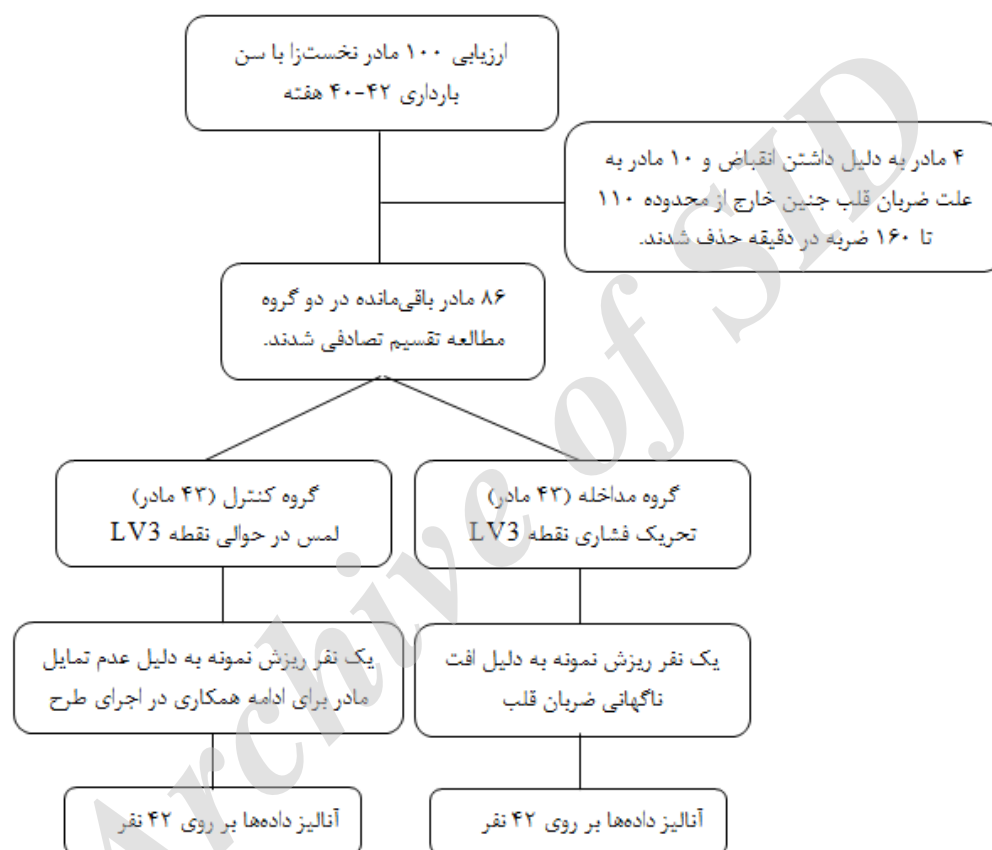 ارزیابی ۱۰۰ مادر نخست‌زا با سن
بارداری ۴۲-۴۰ هفته
۴ مادر به دلیل داشتن انقباض و ۱۰ مادر به
علت ضربان قلب جنین خارج از محدوده ۱۱۰
تا ۱۶۰ ضربه در دقیقه حذف شدند.
۸۶ مادر باقی‌مانده در دو گروه
مطالعه تقسیم تصادفی شدند.
گروه مداخله (۴۳ مادر)
تحریک فشاری نقطه LV3
گروه کنترل (۴۳ مادر)
لمس در حوالی نقطه LV3
یک نفر ریزش نمونه به دلیل افت
ناگهانی ضربان قلب
یک نفر ریزش نمونه به دلیل عدم تمایل
مادر برای ادامه همکاری در اجرای طرح
آنالیز داده‌ها بر روی ۴۲ نفر
آنالیز داده‌ها بر روی ۴۲ نفر
Archive of SID